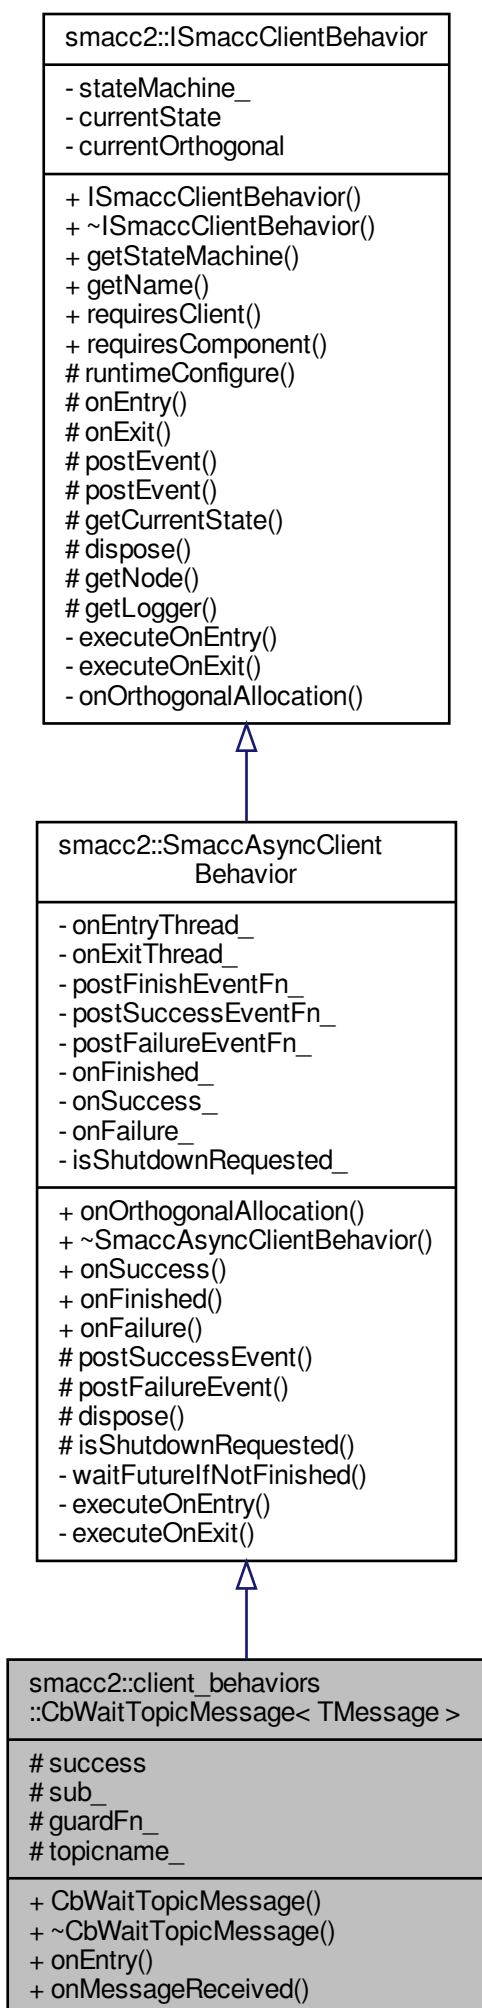 smacc2::ISmaccClientBehavior
- stateMachine_
- currentState
- currentOrthogonal
+ ISmaccClientBehavior()
+ ~ISmaccClientBehavior()
+ getStateMachine()
+ getName()
+ requiresClient()
+ requiresComponent()
# runtimeConfigure()
# onEntry()
# onExit()
# postEvent()
# postEvent()
# getCurrentState()
# dispose()
# getNode()
# getLogger()
- executeOnEntry()
- executeOnExit()
- onOrthogonalAllocation()
smacc2::SmaccAsyncClient
Behavior
- onEntryThread_
- onExitThread_
- postFinishEventFn_
- postSuccessEventFn_
- postFailureEventFn_
- onFinished_
- onSuccess_
- onFailure_
- isShutdownRequested_
+ onOrthogonalAllocation()
+ ~SmaccAsyncClientBehavior()
+ onSuccess()
+ onFinished()
+ onFailure()
# postSuccessEvent()
# postFailureEvent()
# dispose()
# isShutdownRequested()
- waitFutureIfNotFinished()
- executeOnEntry()
- executeOnExit()
smacc2::client_behaviors
::CbWaitTopicMessage< TMessage >
# success
# sub_
# guardFn_
# topicname_
+ CbWaitTopicMessage()
+ ~CbWaitTopicMessage()
+ onEntry()
+ onMessageReceived()